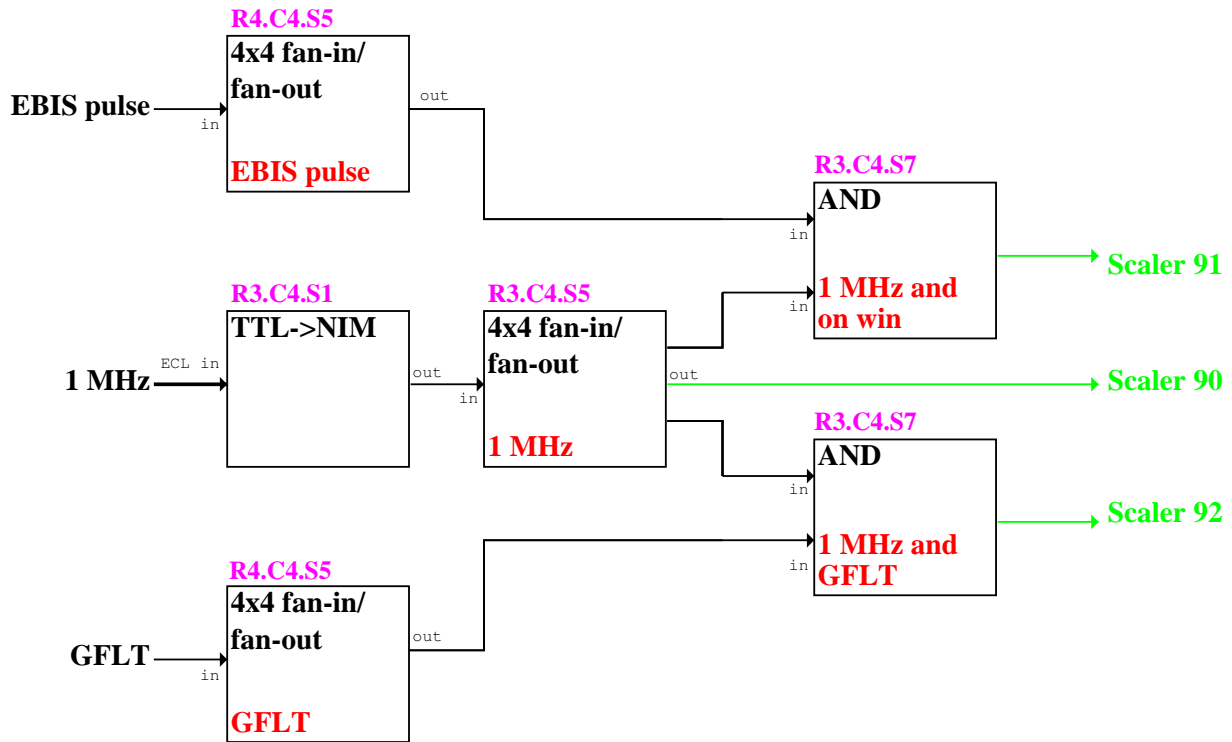 R4.C4.S5
4x4 fan-in/
fan-out
EBIS pulse
in
out
EBIS pulse
R3.C4.S7
AND
in
in
1 MHz and
on win
Scaler 91
R3.C4.S1
TTL->NIM
1 MHz
ECL in
out
R3.C4.S5
4x4 fan-in/
fan-out
in
out
1 MHz
Scaler 90
R3.C4.S7
AND
in
in
1 MHz and
GFLT
Scaler 92
R4.C4.S5
4x4 fan-in/
fan-out
GFLT
in
out
GFLT